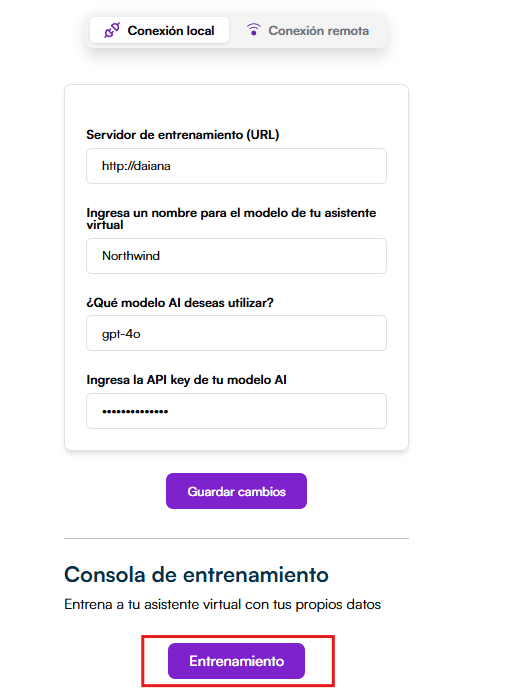 Conexión local
Conexión remota
Servidor de entrenamiento (URL)
http://daiana
Ingresa un nombre para el modelo de tu asistente
virtual
Northwind
¿Qué modelo AI deseas utilizar?
gpt-4o
Ingresa la API key de tu modelo AI
••••••••••••••
Guardar cambios
Consola de entrenamiento
Entrena a tu asistente virtual con tus propios datos
Entrenamiento